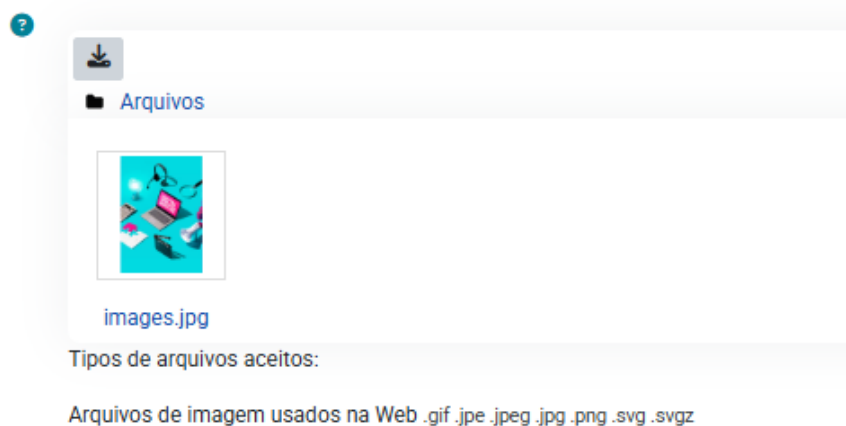 ?
Arquivos
images.jpg
Tipos de arquivos aceitos:
Arquivos de imagem usados na Web .gif .jpe .jpeg .jpg .png .svg .svgz